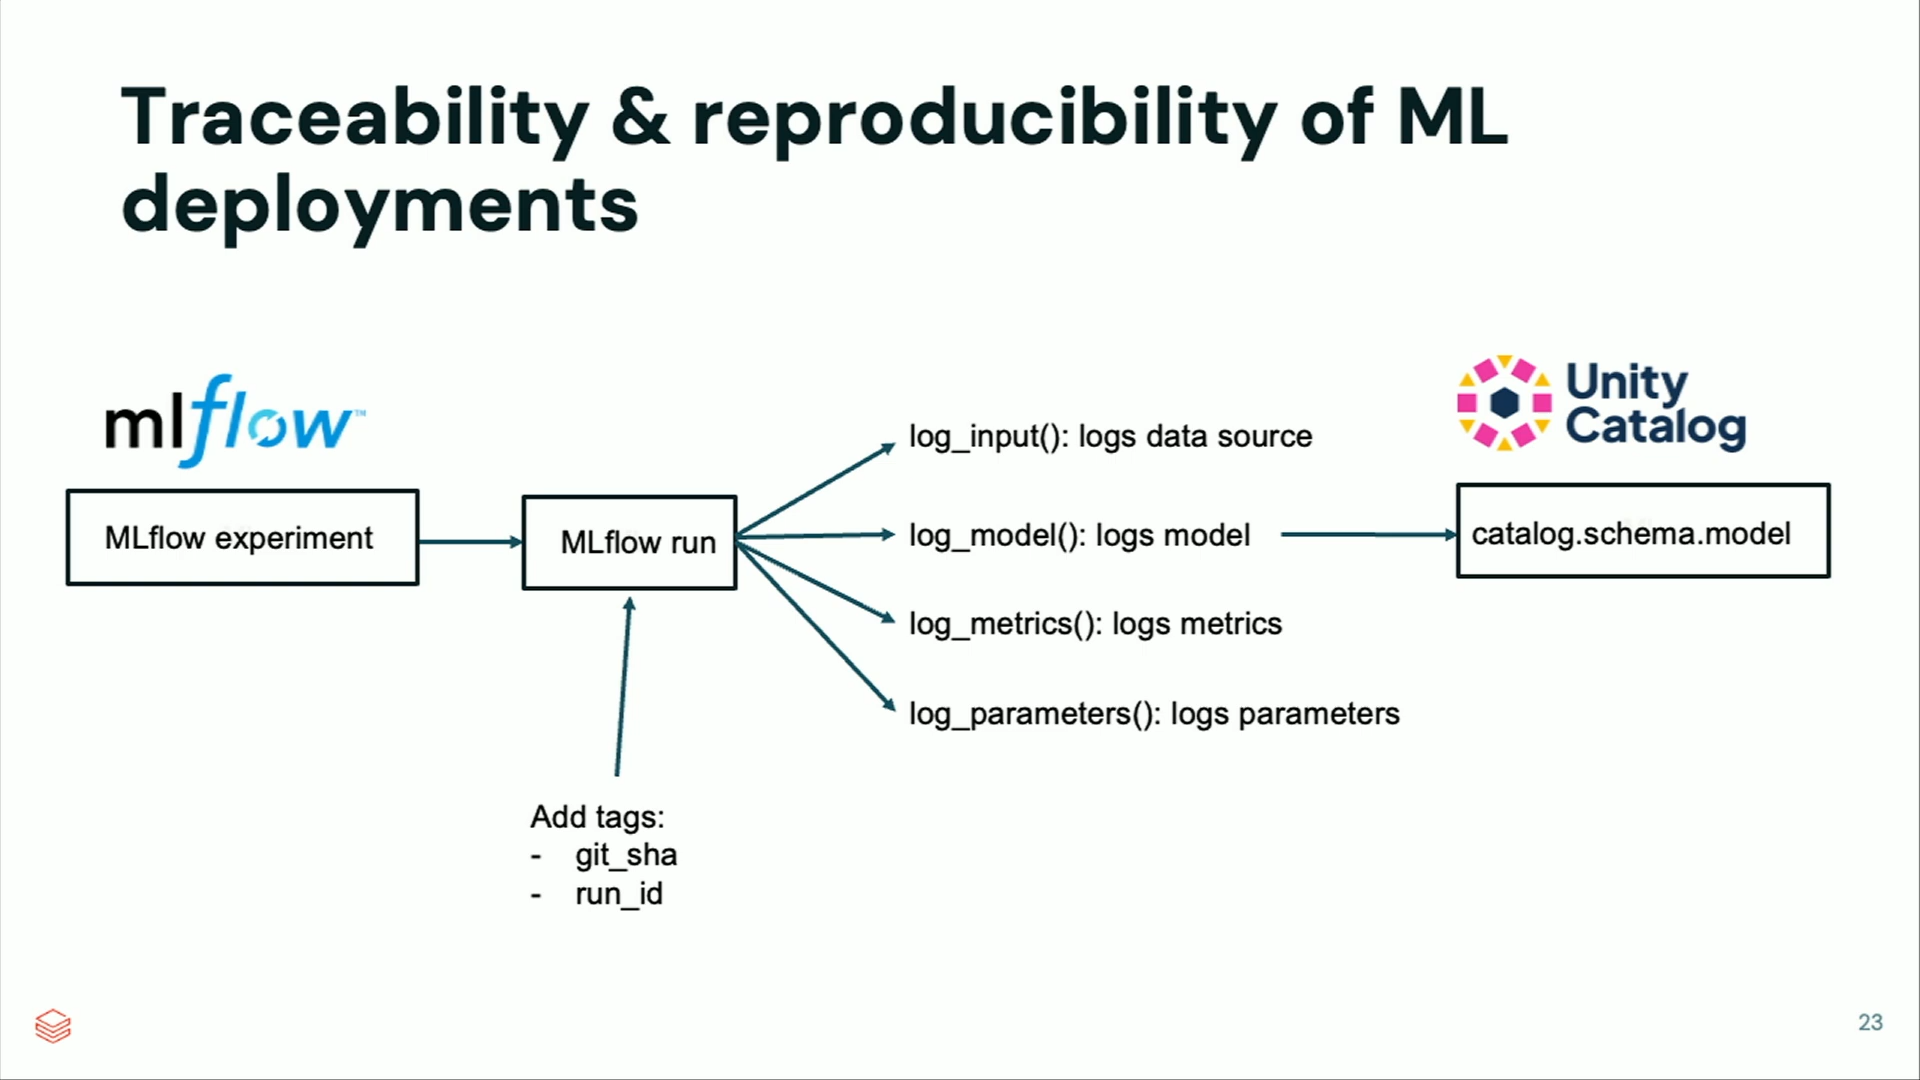 Traceability & reproducibility of ML
deployments
mlflow™
Unity
Catalog
MLflow experiment
MLflow run
log_input(): logs data source
log_model(): logs model
catalog.schema.model
log_metrics(): logs metrics
log_parameters(): logs parameters
Add tags:
- git_sha
- run_id
23